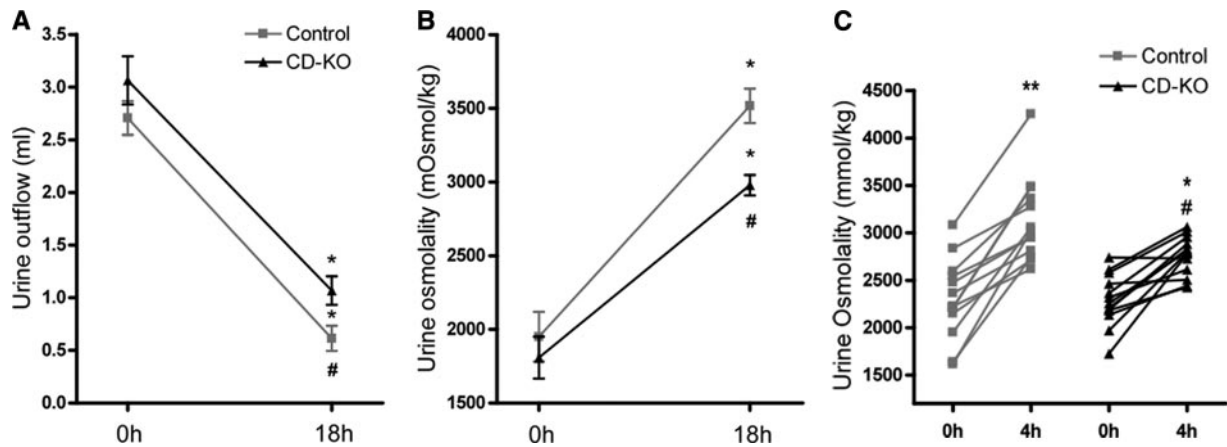 A
Control
CD-KO
Urine outflow (ml)
3.5
3.0
2.5
2.0
1.5
1.0
0.5
0.0
*
*
#
0h
18h
B
Urine osmolality (mOsmol/kg)
4000
3500
3000
2500
2000
1500
*
*
#
0h
18h
C
Control
CD-KO
Urine Osmolality (mmol/kg)
4500
4000
3500
3000
2500
2000
1500
**
*
#
0h
4h
0h
4h